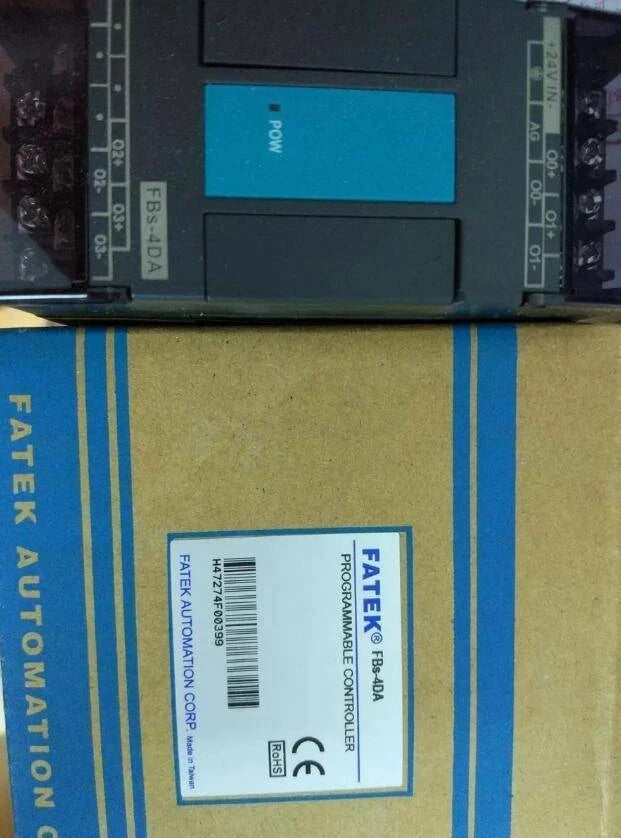 +24V IN-
AG
O0+
O0-
O1+
O1-
POW
O2+
O2-
O3+
O3-
FBs-4DA
FATEK® FBs-4DA
PROGRAMMABLE CONTROLLER
CE
RoHS
H47274F00399
FATEK AUTOMATION CORP. Made in Taiwan
FATEK AUTOMATION C